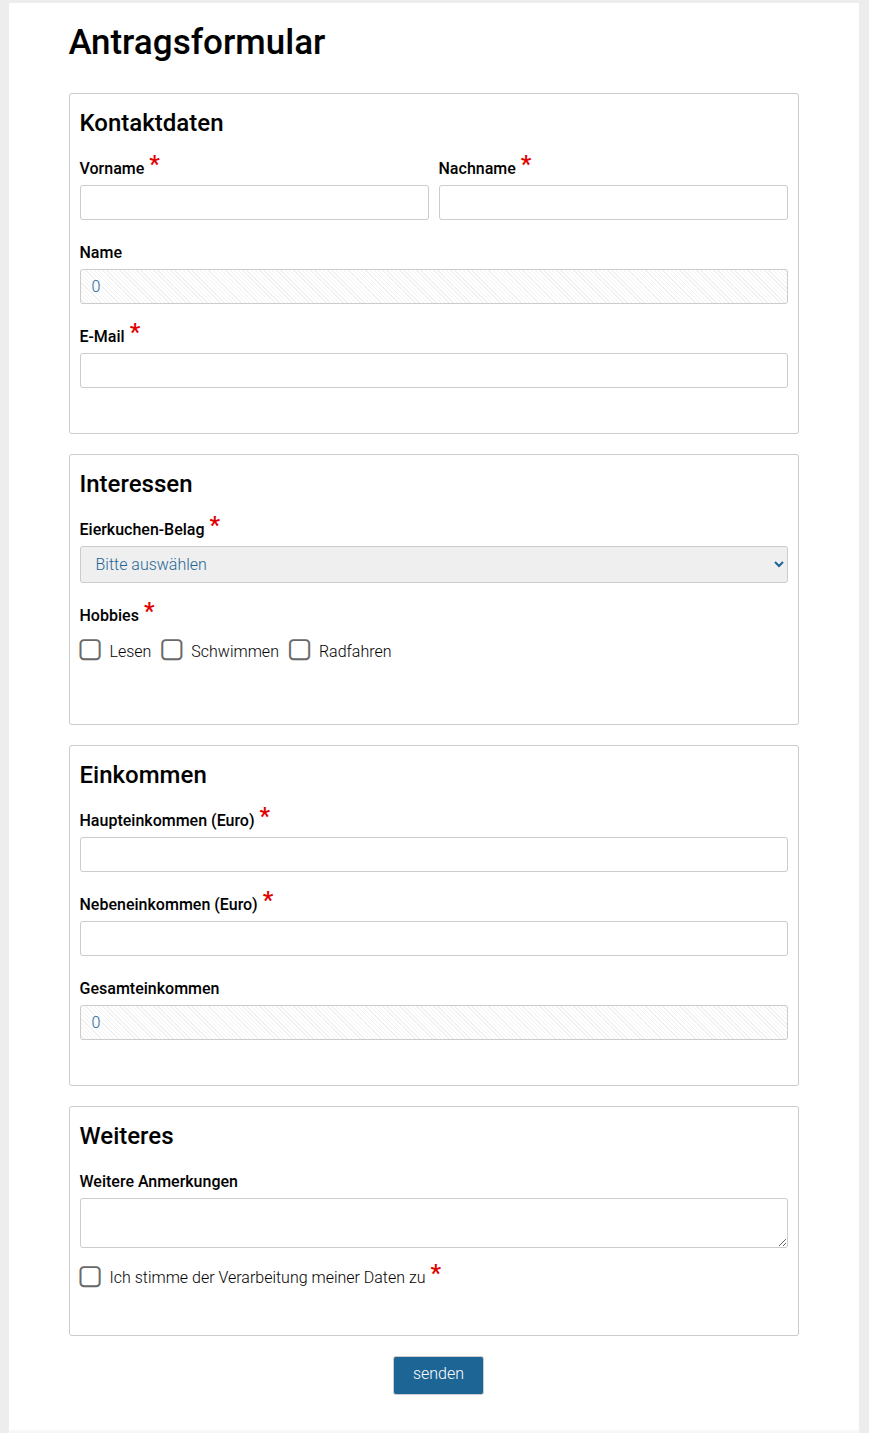 Antragsformular
Kontaktdaten
Vorname * Nachname *
Name
0
E-Mail *
Interessen
Eierkuchen-Belag *
Bitte auswählen
Hobbies *
Lesen Schwimmen Radfahren
Einkommen
Haupteinkommen (Euro) *
Nebeneinkommen (Euro) *
Gesamteinkommen
0
Weiteres
Weitere Anmerkungen
Ich stimme der Verarbeitung meiner Daten zu *
senden